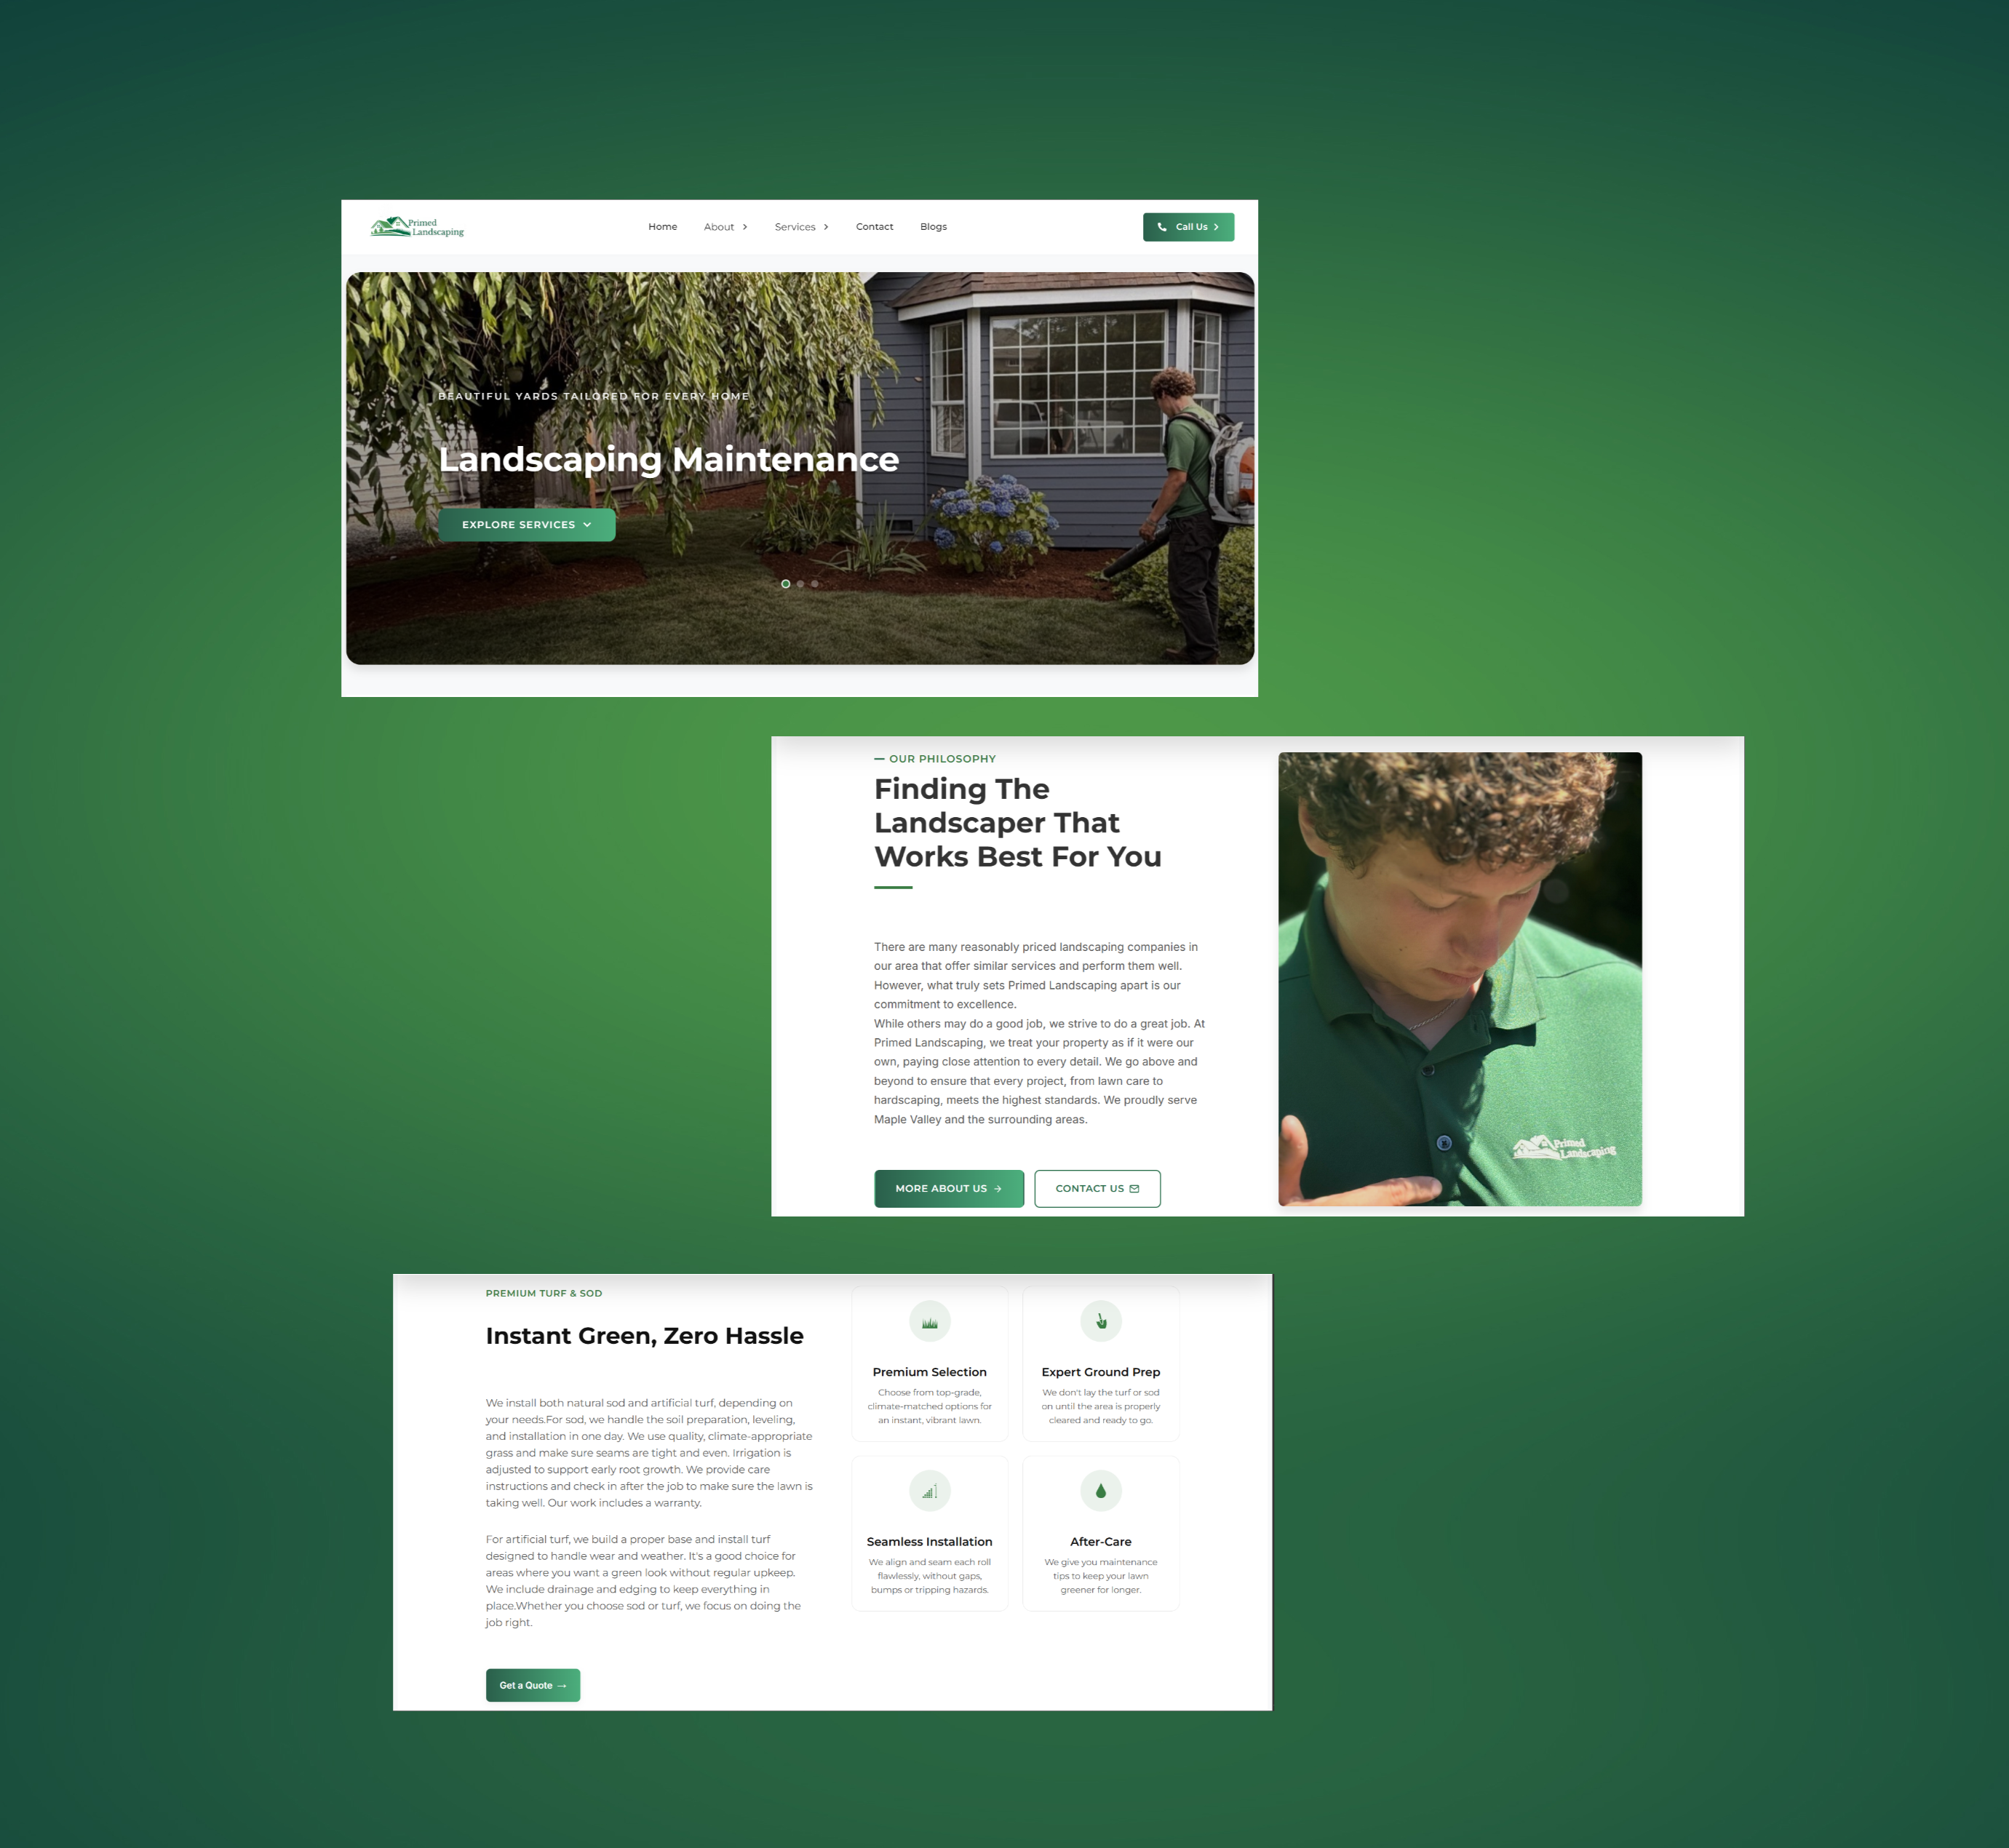 Primed
Landscaping
Home
About
Services
Contact
Blogs
Call Us
BEAUTIFUL YARDS TAILORED FOR EVERY HOME
Landscaping Maintenance
EXPLORE SERVICES
OUR PHILOSOPHY
Finding The
Landscaper That
Works Best For You
There are many reasonably priced landscaping companies in
our area that offer similar services and perform them well.
However, what truly sets Primed Landscaping apart is our
commitment to excellence.
While others may do a good job, we strive to do a great job. At
Primed Landscaping, we treat your property as if it were our
own, paying close attention to every detail. We go above and
beyond to ensure that every project, from lawn care to
hardscaping, meets the highest standards. We proudly serve
Maple Valley and the surrounding areas.
MORE ABOUT US →
CONTACT US
Primed
Landscaping
PREMIUM TURF & SOD
Instant Green, Zero Hassle
We install both natural sod and artificial turf, depending on
your needs.For sod, we handle the soil preparation, leveling,
and installation in one day. We use quality, climate-appropriate
grass and make sure seams are tight and even. Irrigation is
adjusted to support early root growth. We provide care
instructions and check in after the job to make sure the lawn is
taking well. Our work includes a warranty.
For artificial turf, we build a proper base and install turf
designed to handle wear and weather. It's a good choice for
areas where you want a green look without regular upkeep.
We include drainage and edging to keep everything in
place.Whether you choose sod or turf, we focus on doing the
job right.
Get a Quote →
Premium Selection
Choose from top-grade,
climate-matched options for
an instant, vibrant lawn.
Expert Ground Prep
We don't lay the turf or sod
on until the area is properly
cleared and ready to go.
Seamless Installation
We align and seam each roll
flawlessly, without gaps,
bumps or tripping hazards.
After-Care
We give you maintenance
tips to keep your lawn
greener for longer.